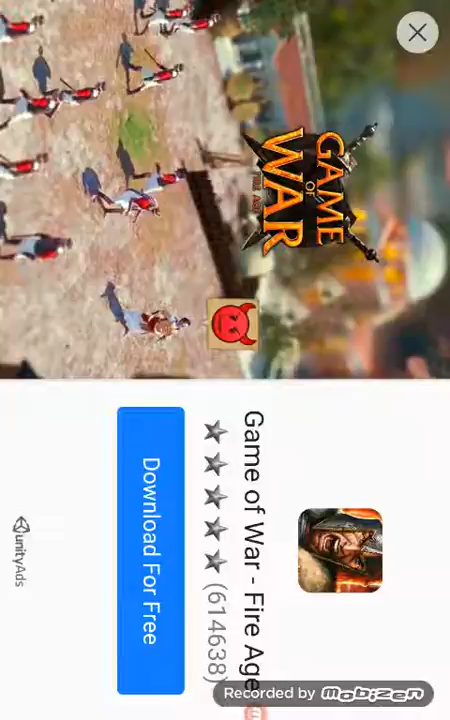 GAME
OF
WAR
FIRE AGE
Game of War - Fire Age
(614638)
Download For Free
unityAds
Recorded by mobizen